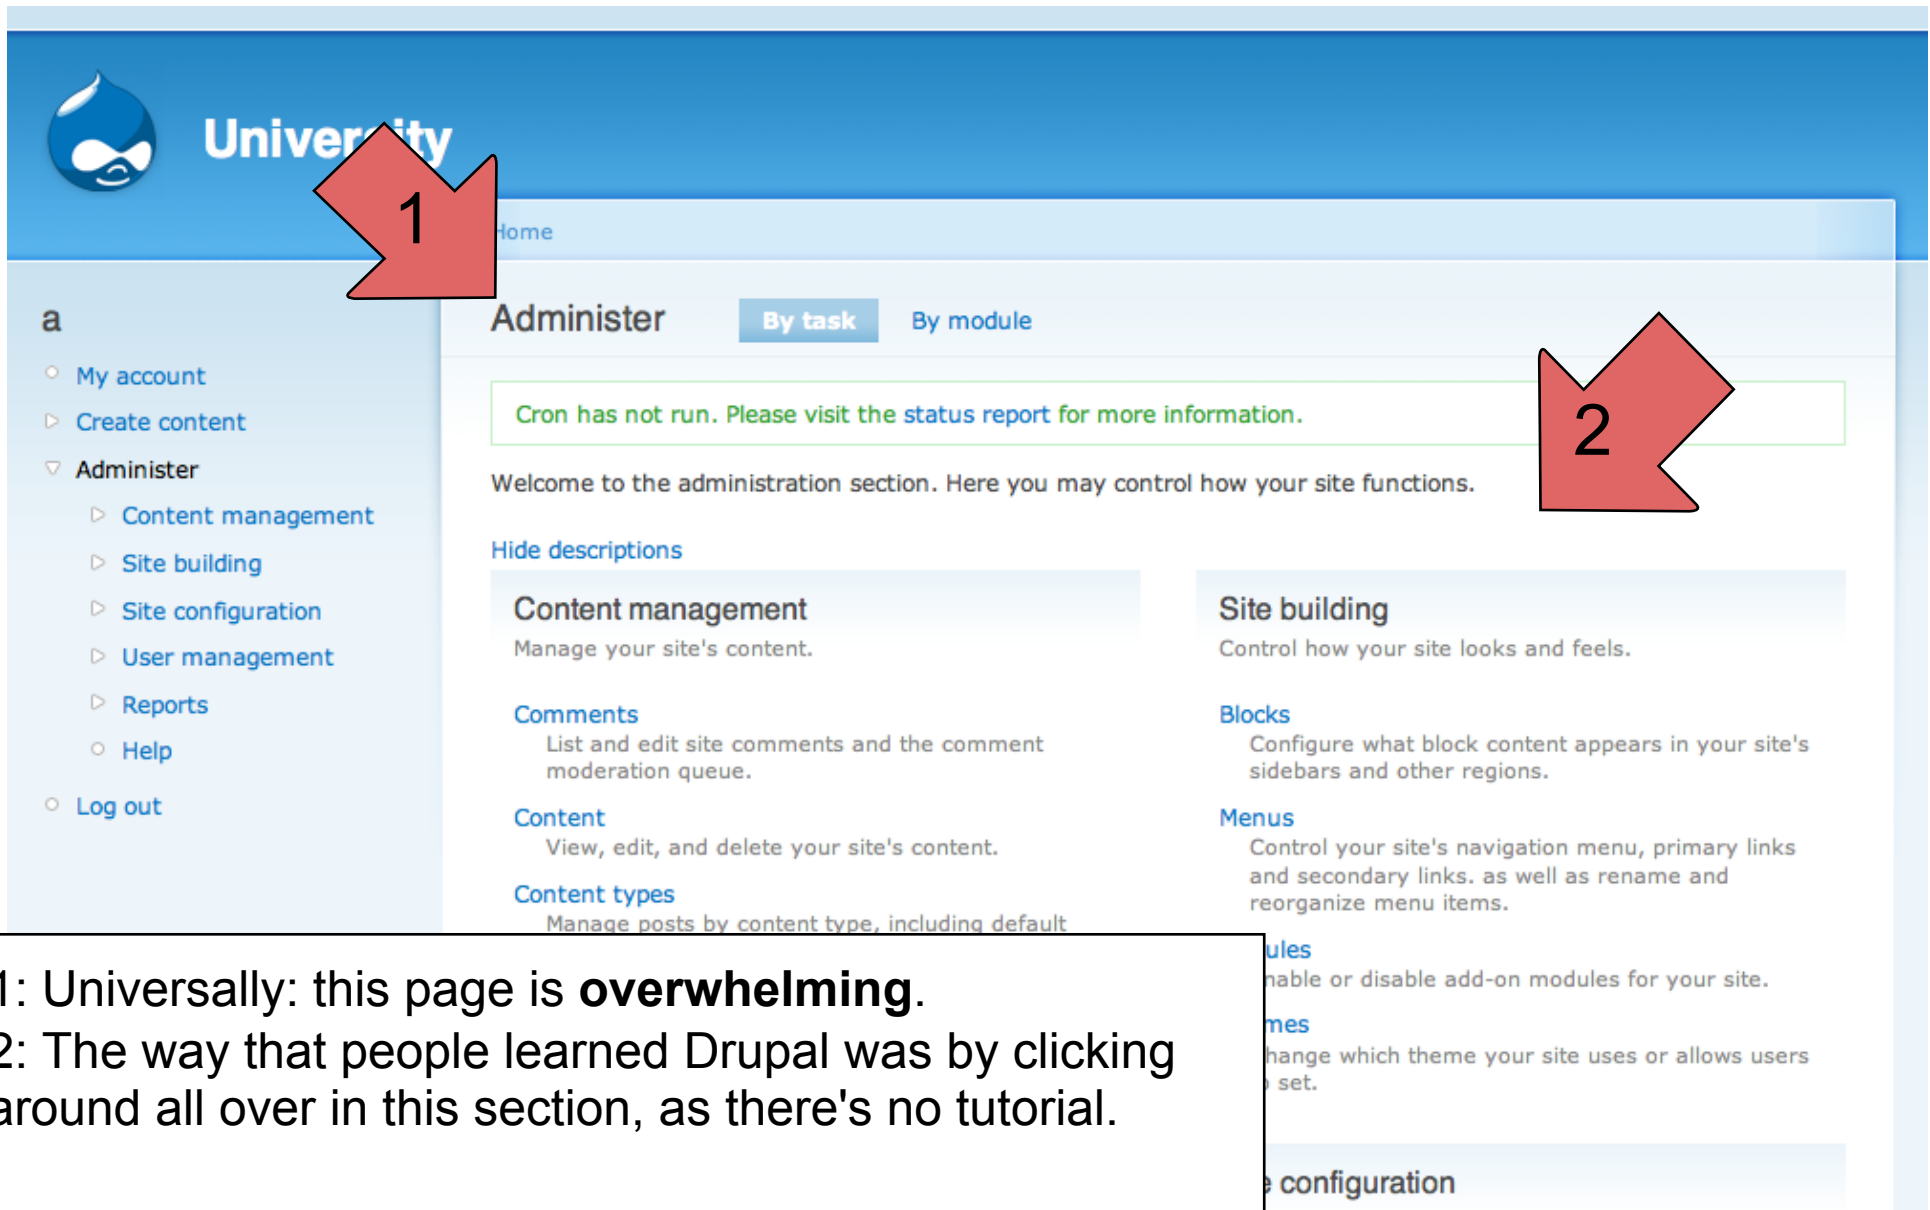 University
1
Home
a
My account
Create content
Administer
Content management
Site building
Site configuration
User management
Reports
Help
Log out
Administer
By task
By module
2
Cron has not run. Please visit the status report for more information.
Welcome to the administration section. Here you may control how your site functions.
Hide descriptions
Content management
Manage your site's content.
Comments
List and edit site comments and the comment
moderation queue.
Content
View, edit, and delete your site's content.
Content types
Manage posts by content type, including default
Site building
Control how your site looks and feels.
Blocks
Configure what block content appears in your site's
sidebars and other regions.
Menus
Control your site's navigation menu, primary links
and secondary links. as well as rename and
reorganize menu items.
or disable add-on modules for your site.
which theme your site uses or allows users
set.
configuration
1: Universally: this page is overwhelming.
2: The way that people learned Drupal was by clicking
around all over in this section, as there's no tutorial.